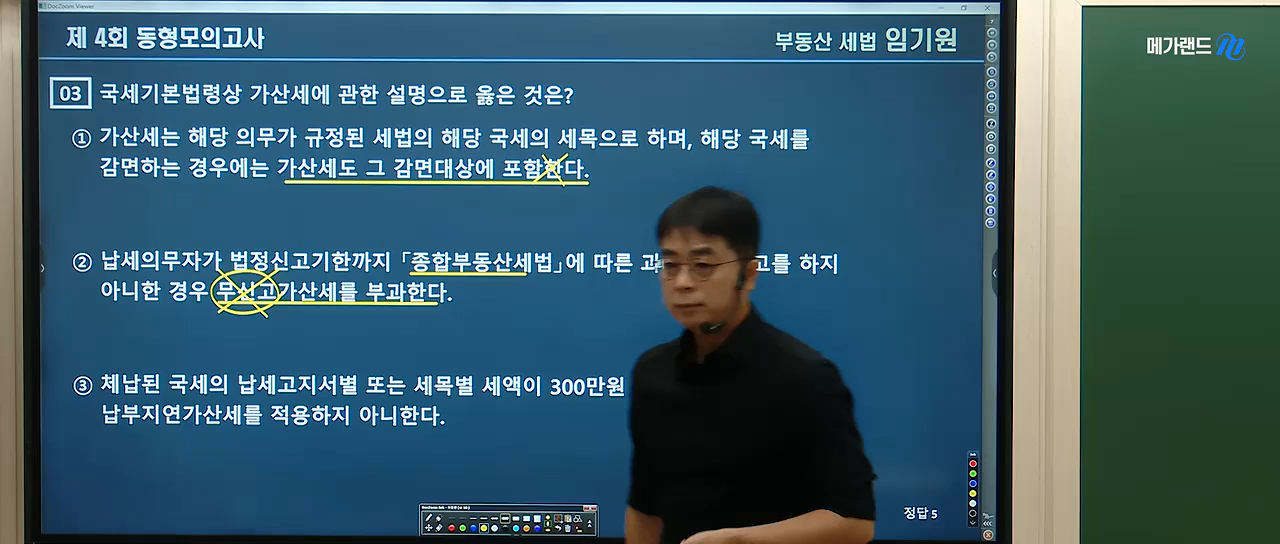 DocZoom Viewer
제 4회 동형모의고사
부동산 세법 임기원
메가랜드
03 국세기본법령상 가산세에 관한 설명으로 옳은 것은?
① 가산세는 해당 의무가 규정된 세법의 해당 국세의 세목으로 하며, 해당 국세를
감면하는 경우에는 가산세도 그 감면대상에 포함한다.
② 납세의무자가 법정신고기한까지 「종합부동산세법」에 따른 과 고를 하지
아니한 경우 무신고가산세를 부과한다.
③ 체납된 국세의 납세고지서별 또는 세목별 세액이 300만원
납부지연가산세를 적용하지 아니한다.
정답 5